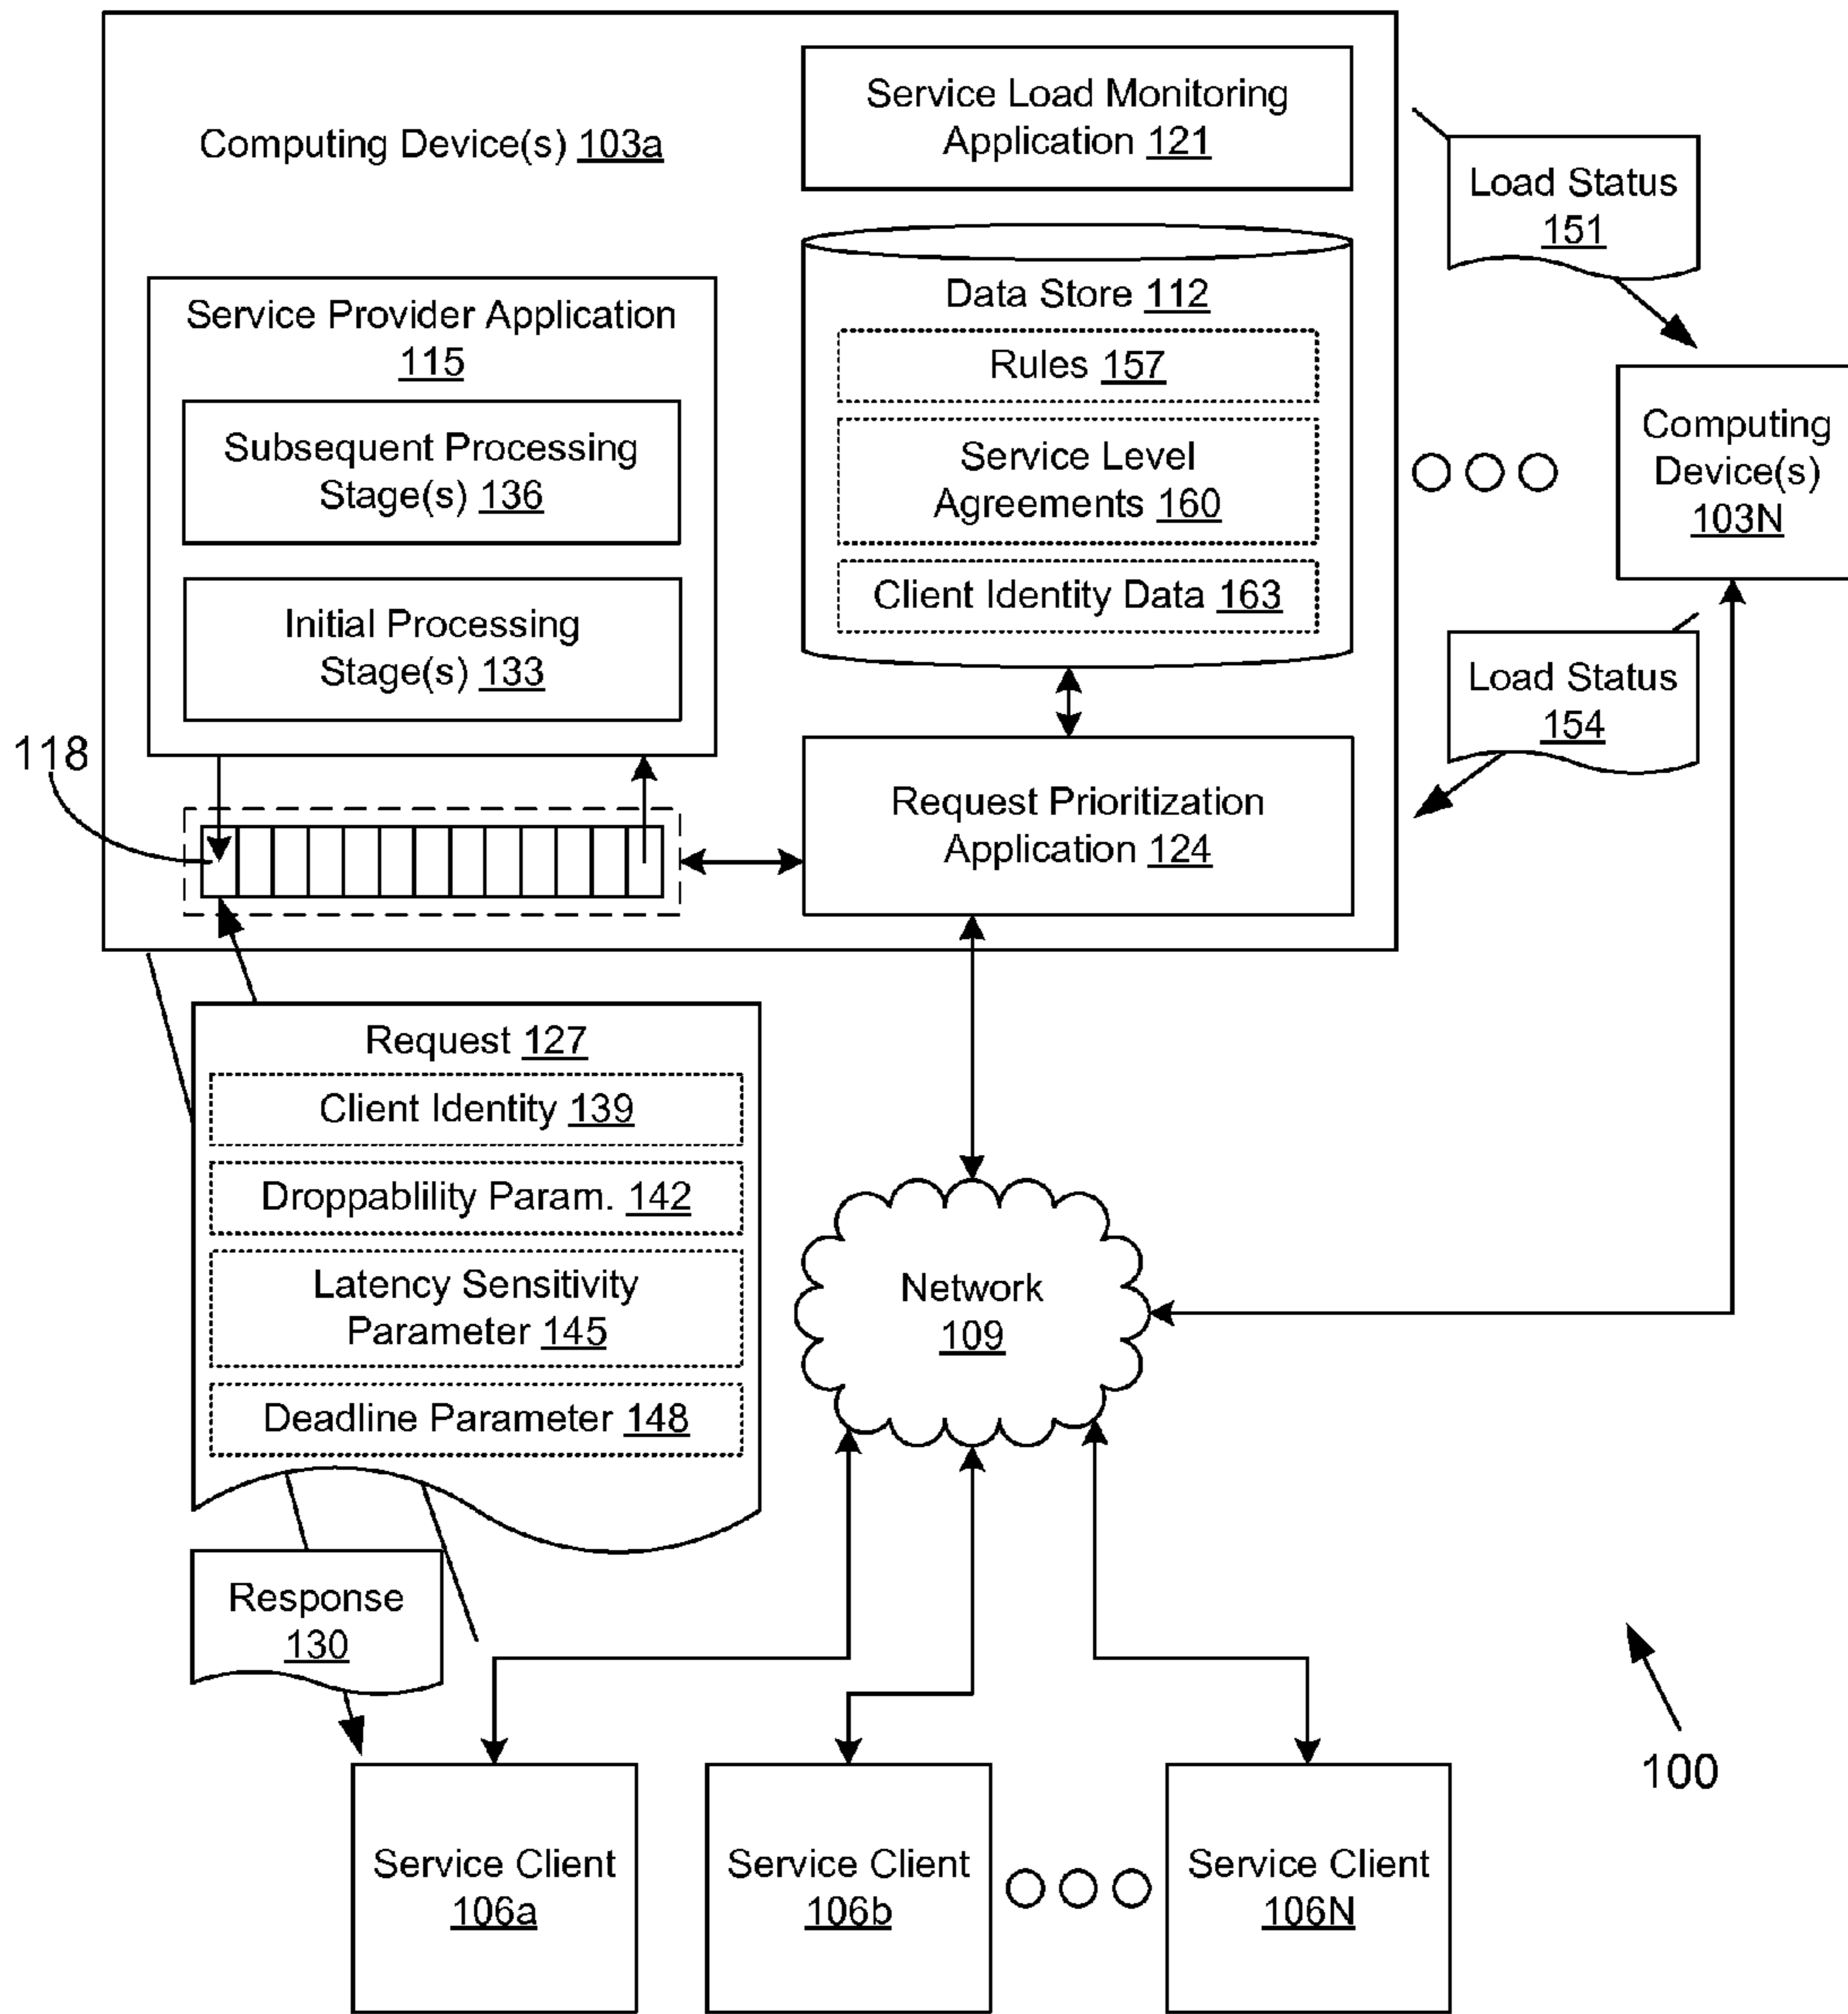 Computing Device(s) 103a
Service Load Monitoring
Application 121
Load Status
151
Service Provider Application
115
Subsequent Processing
Stage(s) 136
Initial Processing
Stage(s) 133
Data Store 112
Rules 157
Service Level
Agreements 160
Client Identity Data 163
Computing
Device(s)
103N
Load Status
154
118
Request Prioritization
Application 124
Request 127
Client Identity 139
Droppablility Param. 142
Latency Sensitivity
Parameter 145
Deadline Parameter 148
Network
109
Response
130
100
Service Client
106a
Service Client
106b
Service Client
106N